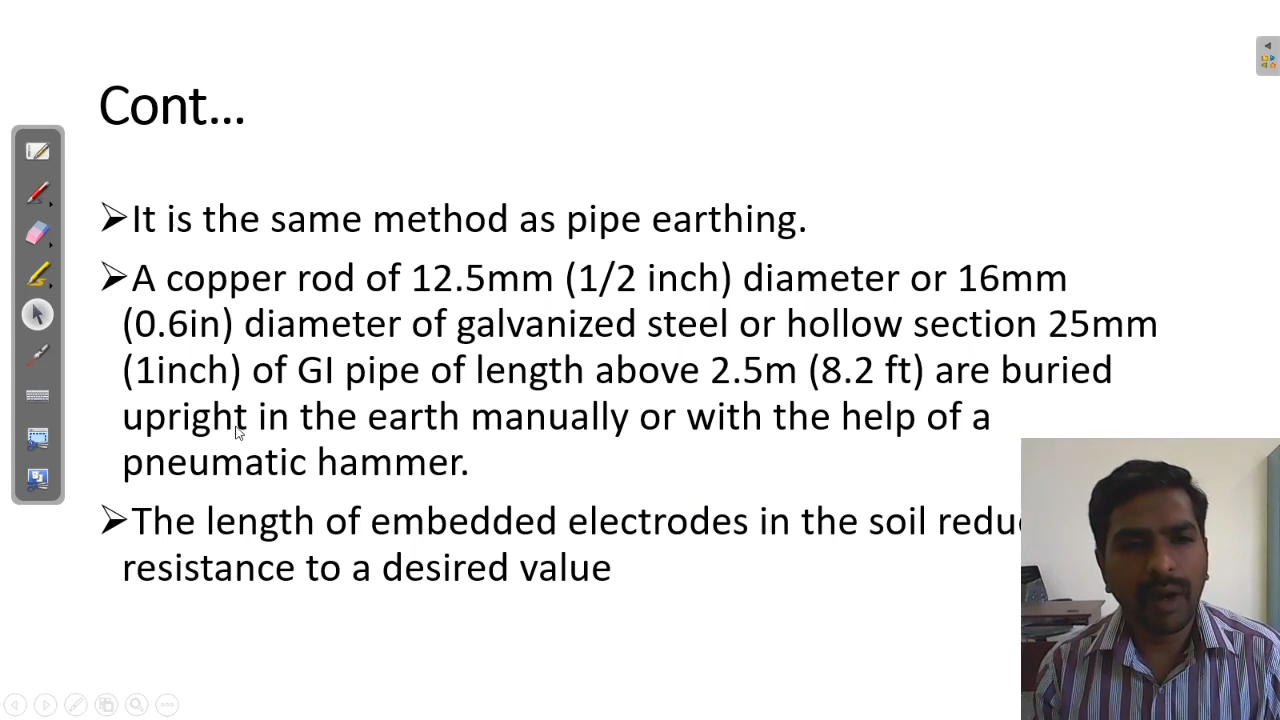 Cont...
➢It is the same method as pipe earthing.
➢A copper rod of 12.5mm (1/2 inch) diameter or 16mm
(0.6in) diameter of galvanized steel or hollow section 25mm
(1inch) of GI pipe of length above 2.5m (8.2 ft) are buried
upright in the earth manually or with the help of a
pneumatic hammer.
➢The length of embedded electrodes in the soil
resistance to a desired value